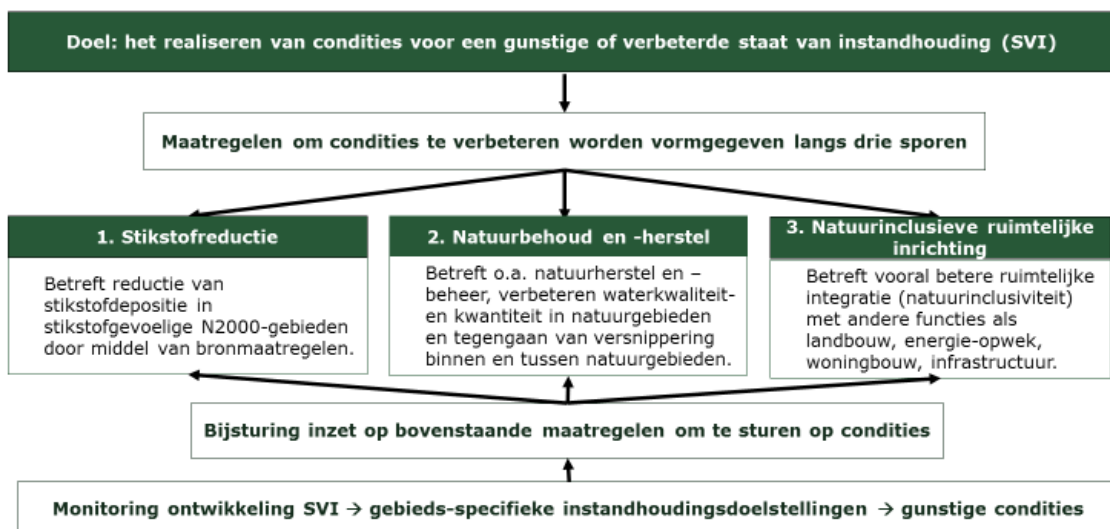 Doel: het realiseren van condities voor een gunstige of verbeterde staat van instandhouding (SVI)
Maatregelen om condities te verbeteren worden vormgegeven langs drie sporen
1. Stikstofreductie
Betreft reductie van
stikstofdepositie in
stikstofgevoelige N2000-gebieden
door middel van bronmaatregelen.
2. Natuurbehoud en -herstel
Betreft o.a. natuurherstel en –
beheer, verbeteren waterkwaliteit-
en kwantiteit in natuurgebieden
en tegengaan van versnippering
binnen en tussen natuurgebieden.
3. Natuurinclusieve ruimtelijke
inrichting
Betreft vooral betere ruimtelijke
integratie (natuurinclusiviteit)
met andere functies als
landbouw, energie-opwek,
woningbouw, infrastructuur.
Bijsturing inzet op bovenstaande maatregelen om te sturen op condities
Monitoring ontwikkeling SVI → gebieds-specifieke instandhoudingsdoelstellingen → gunstige condities